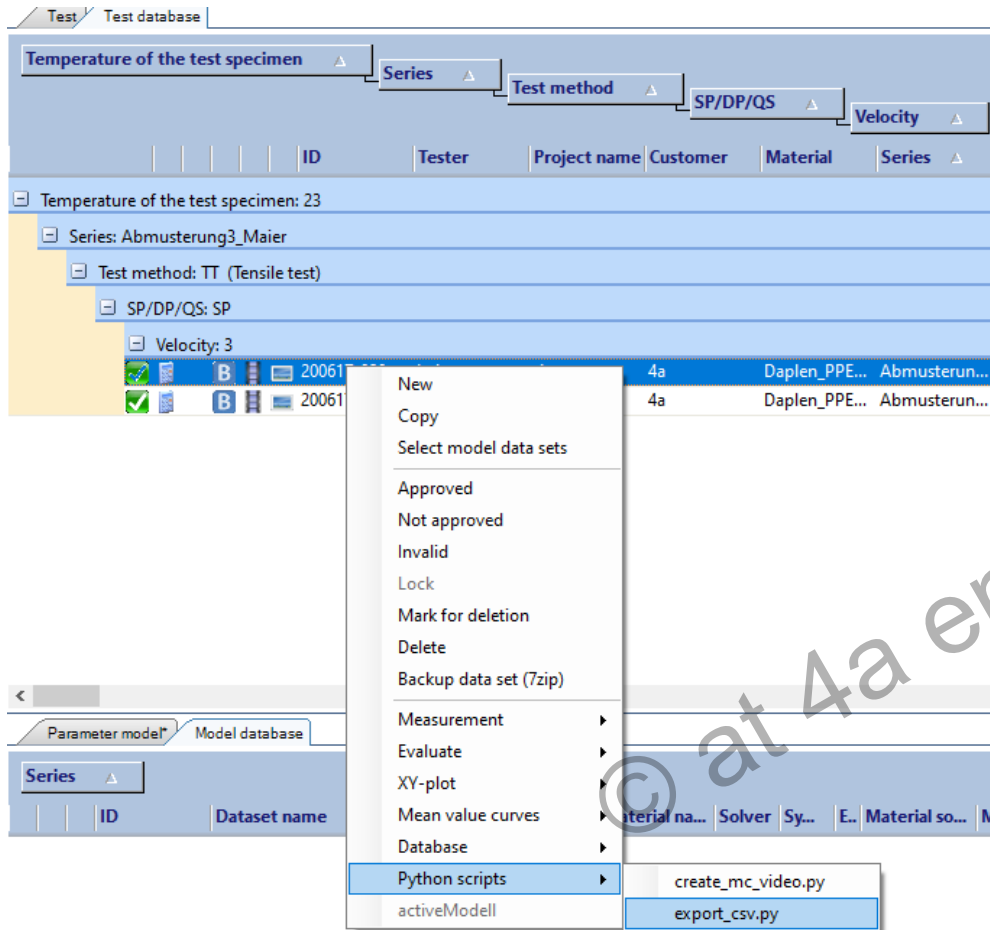 Test Test database
Temperature of the test specimen
Series
Test method
SP/DP/QS
Velocity
ID Tester Project name Customer Material Series
Temperature of the test specimen: 23
Series: Abmusterung3_Maier
Test method: TT (Tensile test)
SP/DP/QS: SP
Velocity: 3
B 4a Daplen_PPE... Abmusterun...
B 4a Daplen_PPE... Abmusterun...
New
Copy
Select model data sets
Approved
Not approved
Invalid
Lock
Mark for deletion
Delete
Backup data set (7zip)
Measurement
Evaluate
XY-plot
Mean value curves
Database
Python scripts
activeModell
create_mc_video.py
export_csv.py
Parameter model* Model database
Series
ID Dataset name Solver Sy... E.. Material so...
© at 4a